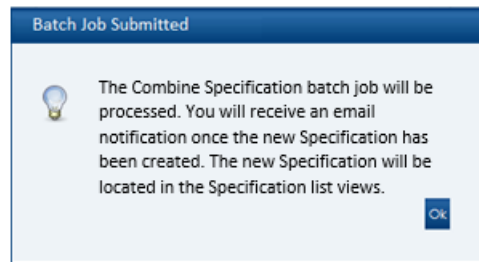 Batch Job Submitted
The Combine Specification batch job will be
processed. You will receive an email
notification once the new Specification has
been created. The new Specification will be
located in the Specification list views.
Ok